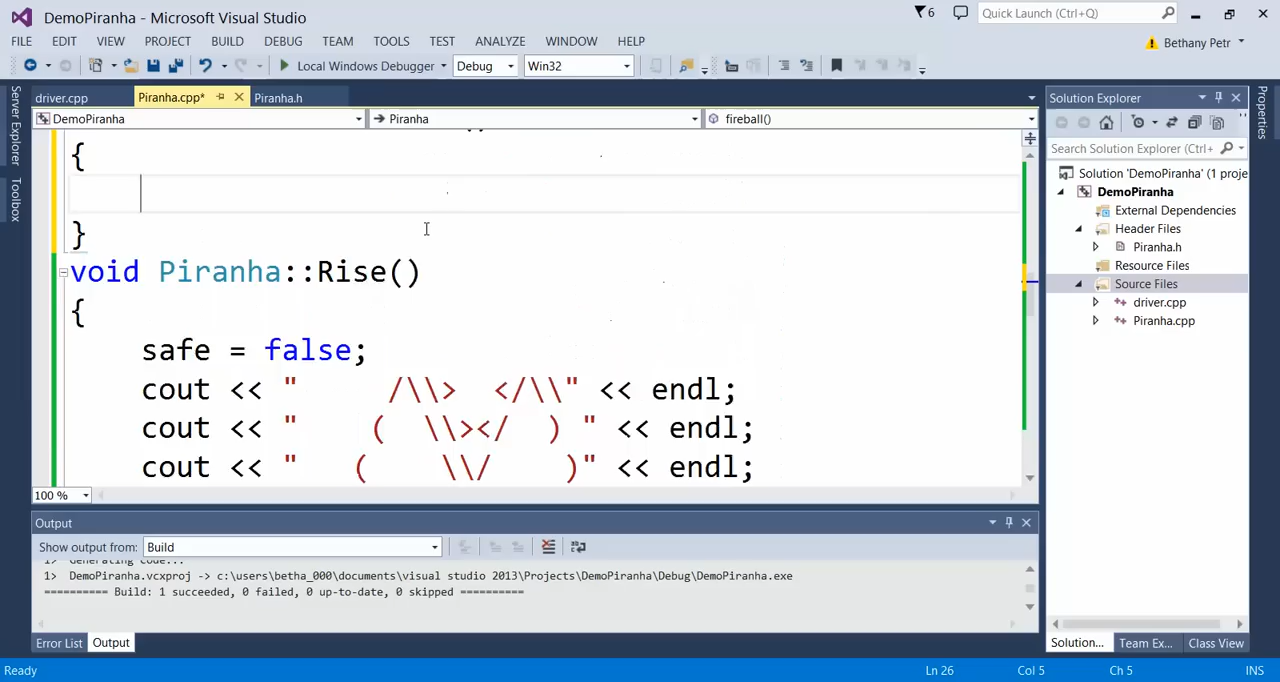 DemoPiranha - Microsoft Visual Studio
6
Quick Launch (Ctrl+Q)
FILE EDIT VIEW PROJECT BUILD DEBUG TEAM TOOLS TEST ANALYZE WINDOW HELP
Bethany Petr
Local Windows Debugger Debug Win32
Server Explorer
Toolbox
driver.cpp Piranha.cpp* Piranha.h
DemoPiranha Piranha fireball()
{
}
void Piranha::Rise()
{
safe = false;
cout << "      /\\>  </\\" << endl;
cout << "     (  \\></  ) " << endl;
cout << "    (    \\/    )" << endl;
100 %
Output
Show output from: Build
1>  DemoPiranha.vcxproj -> c:\users\betha_000\documents\visual studio 2013\Projects\DemoPiranha\Debug\DemoPiranha.exe
========== Build: 1 succeeded, 0 failed, 0 up-to-date, 0 skipped ==========
Error List Output
Solution Explorer
Search Solution Explorer (Ctrl+
Solution 'DemoPiranha' (1 proje
DemoPiranha
External Dependencies
Header Files
Piranha.h
Resource Files
Source Files
driver.cpp
Piranha.cpp
Solution... Team Ex... Class View
Properties
Ready Ln 26 Col 5 Ch 5 INS